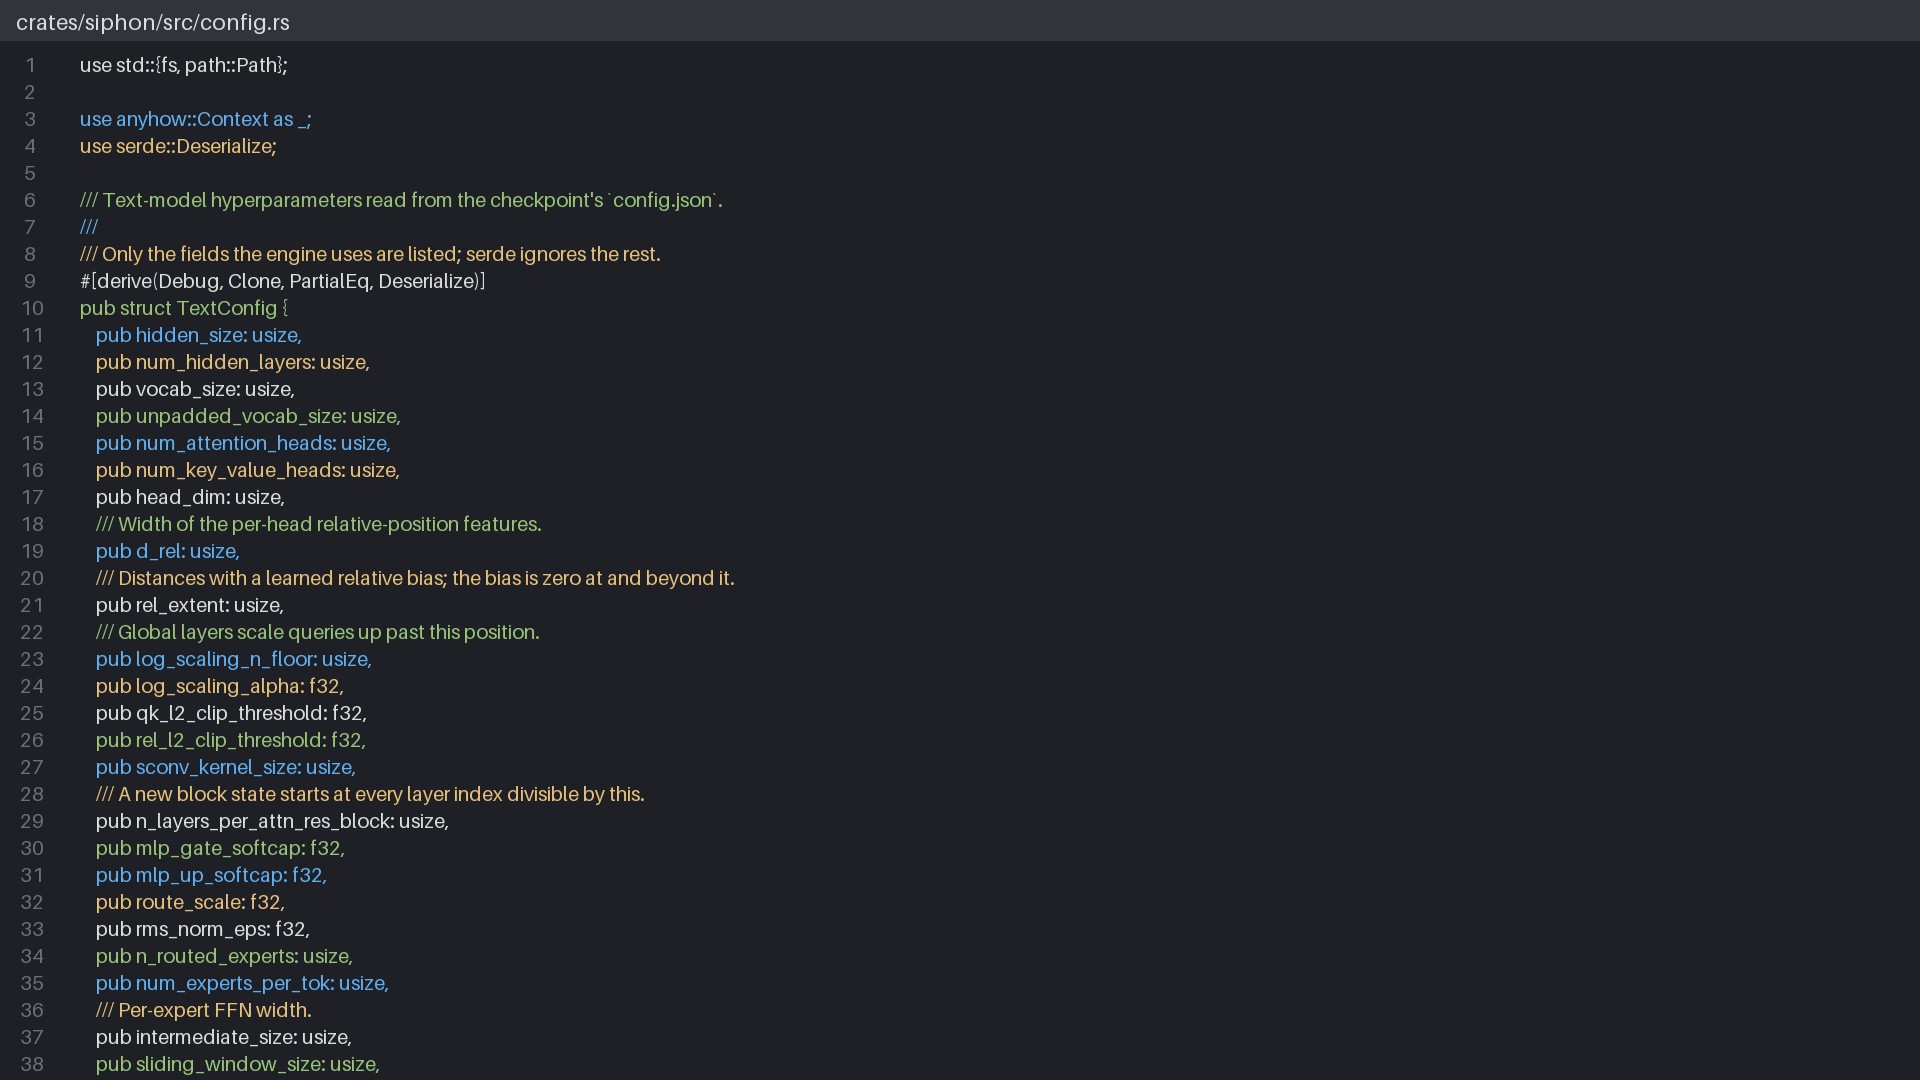 crates/siphon/src/config.rs
1 use std::{fs, path::Path};
2
3 use anyhow::Context as _;
4 use serde::Deserialize;
5
6 /// Text-model hyperparameters read from the checkpoint's `config.json`.
7 ///
8 /// Only the fields the engine uses are listed; serde ignores the rest.
9 #[derive(Debug, Clone, PartialEq, Deserialize)]
10 pub struct TextConfig {
11 pub hidden_size: usize,
12 pub num_hidden_layers: usize,
13 pub vocab_size: usize,
14 pub unpadded_vocab_size: usize,
15 pub num_attention_heads: usize,
16 pub num_key_value_heads: usize,
17 pub head_dim: usize,
18 /// Width of the per-head relative-position features.
19 pub d_rel: usize,
20 /// Distances with a learned relative bias; the bias is zero at and beyond it.
21 pub rel_extent: usize,
22 /// Global layers scale queries up past this position.
23 pub log_scaling_n_floor: usize,
24 pub log_scaling_alpha: f32,
25 pub qk_l2_clip_threshold: f32,
26 pub rel_l2_clip_threshold: f32,
27 pub sconv_kernel_size: usize,
28 /// A new block state starts at every layer index divisible by this.
29 pub n_layers_per_attn_res_block: usize,
30 pub mlp_gate_softcap: f32,
31 pub mlp_up_softcap: f32,
32 pub route_scale: f32,
33 pub rms_norm_eps: f32,
34 pub n_routed_experts: usize,
35 pub num_experts_per_tok: usize,
36 /// Per-expert FFN width.
37 pub intermediate_size: usize,
38 pub sliding_window_size: usize,